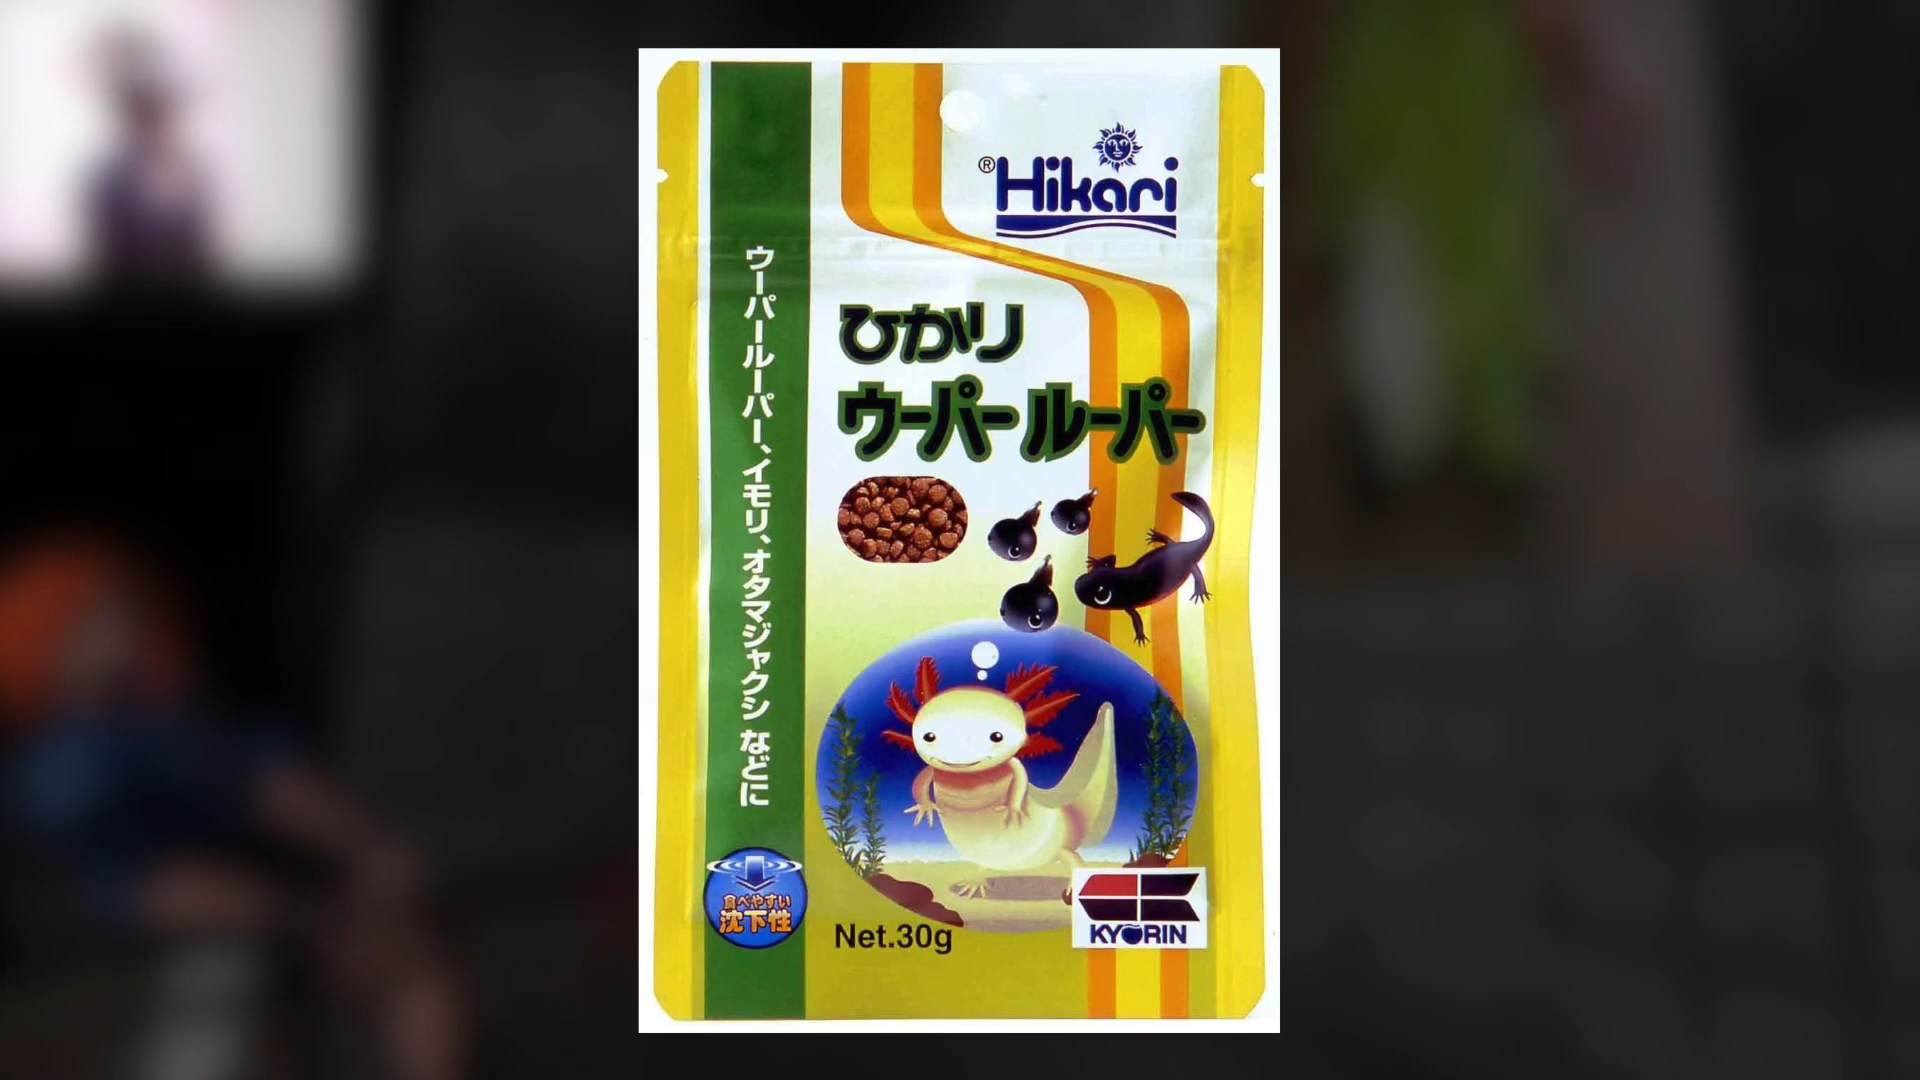 ®Hikari
ひかり
ウーパールーパー
ウーパールーパー、イモリ、オタマジャクシ などに
食べやすい
沈下性
Net.30g
KYORIN